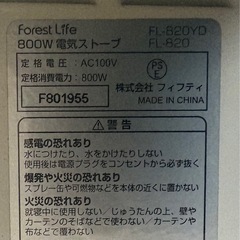 Forest Life FL-820YD
800W 電気ストーブ FL-820
定格電圧：AC100V
定格消費電力：800W
PSE
F801955
株式会社 フィフティ
MADE IN CHINA
⚠警告
感電の恐れあり
水につけたり、水をかけたりしない
使用後は電源プラグをコンセントから必ず抜く
爆発や火災の恐れあり
スプレー缶や可燃物などを本体の近くに置かない
火災の恐れあり
就寝中に使用しない／じゅうたんの上、壁や
カーテンのそばなどで使わない／カーテンや
布などで覆わない